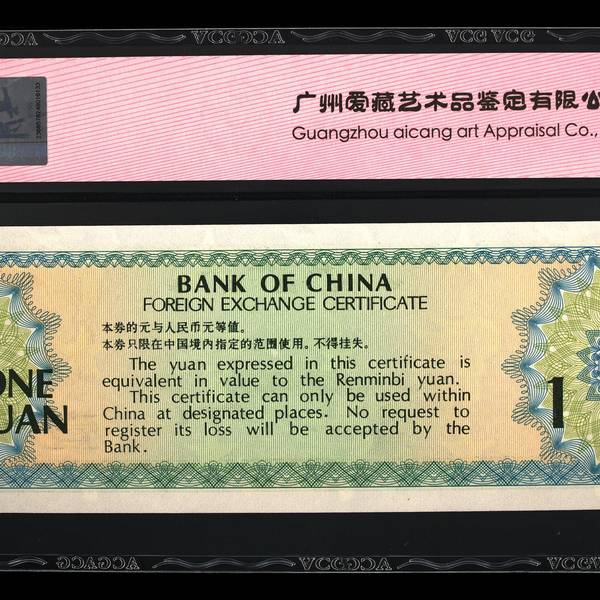 广州爱藏艺术品鉴定有限公
Guangzhou aicang art Appraisal Co.,
BANK OF CHINA
FOREIGN EXCHANGE CERTIFICATE
本券的元与人民币元等值。
本券只限在中国境内指定的范围使用。不得挂失。
The yuan expressed in this certificate is
equivalent in value to the Renminbi yuan.
This certificate can only be used within
China at designated places. No request to
register its loss will be accepted by the
Bank.
ONE
YUAN
1